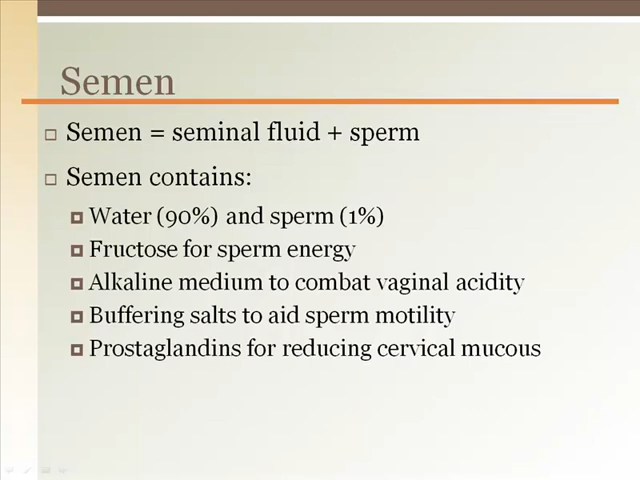 Semen
Semen = seminal fluid + sperm
Semen contains:
Water (90%) and sperm (1%)
Fructose for sperm energy
Alkaline medium to combat vaginal acidity
Buffering salts to aid sperm motility
Prostaglandins for reducing cervical mucous